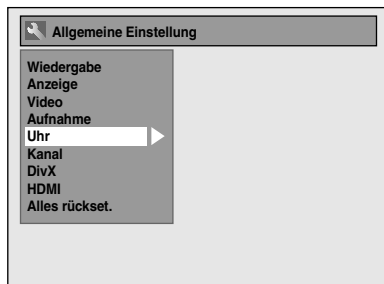 Allgemeine Einstellung
Wiedergabe
Anzeige
Video
Aufnahme
Uhr
Kanal
DivX
HDMI
Alles rückset.